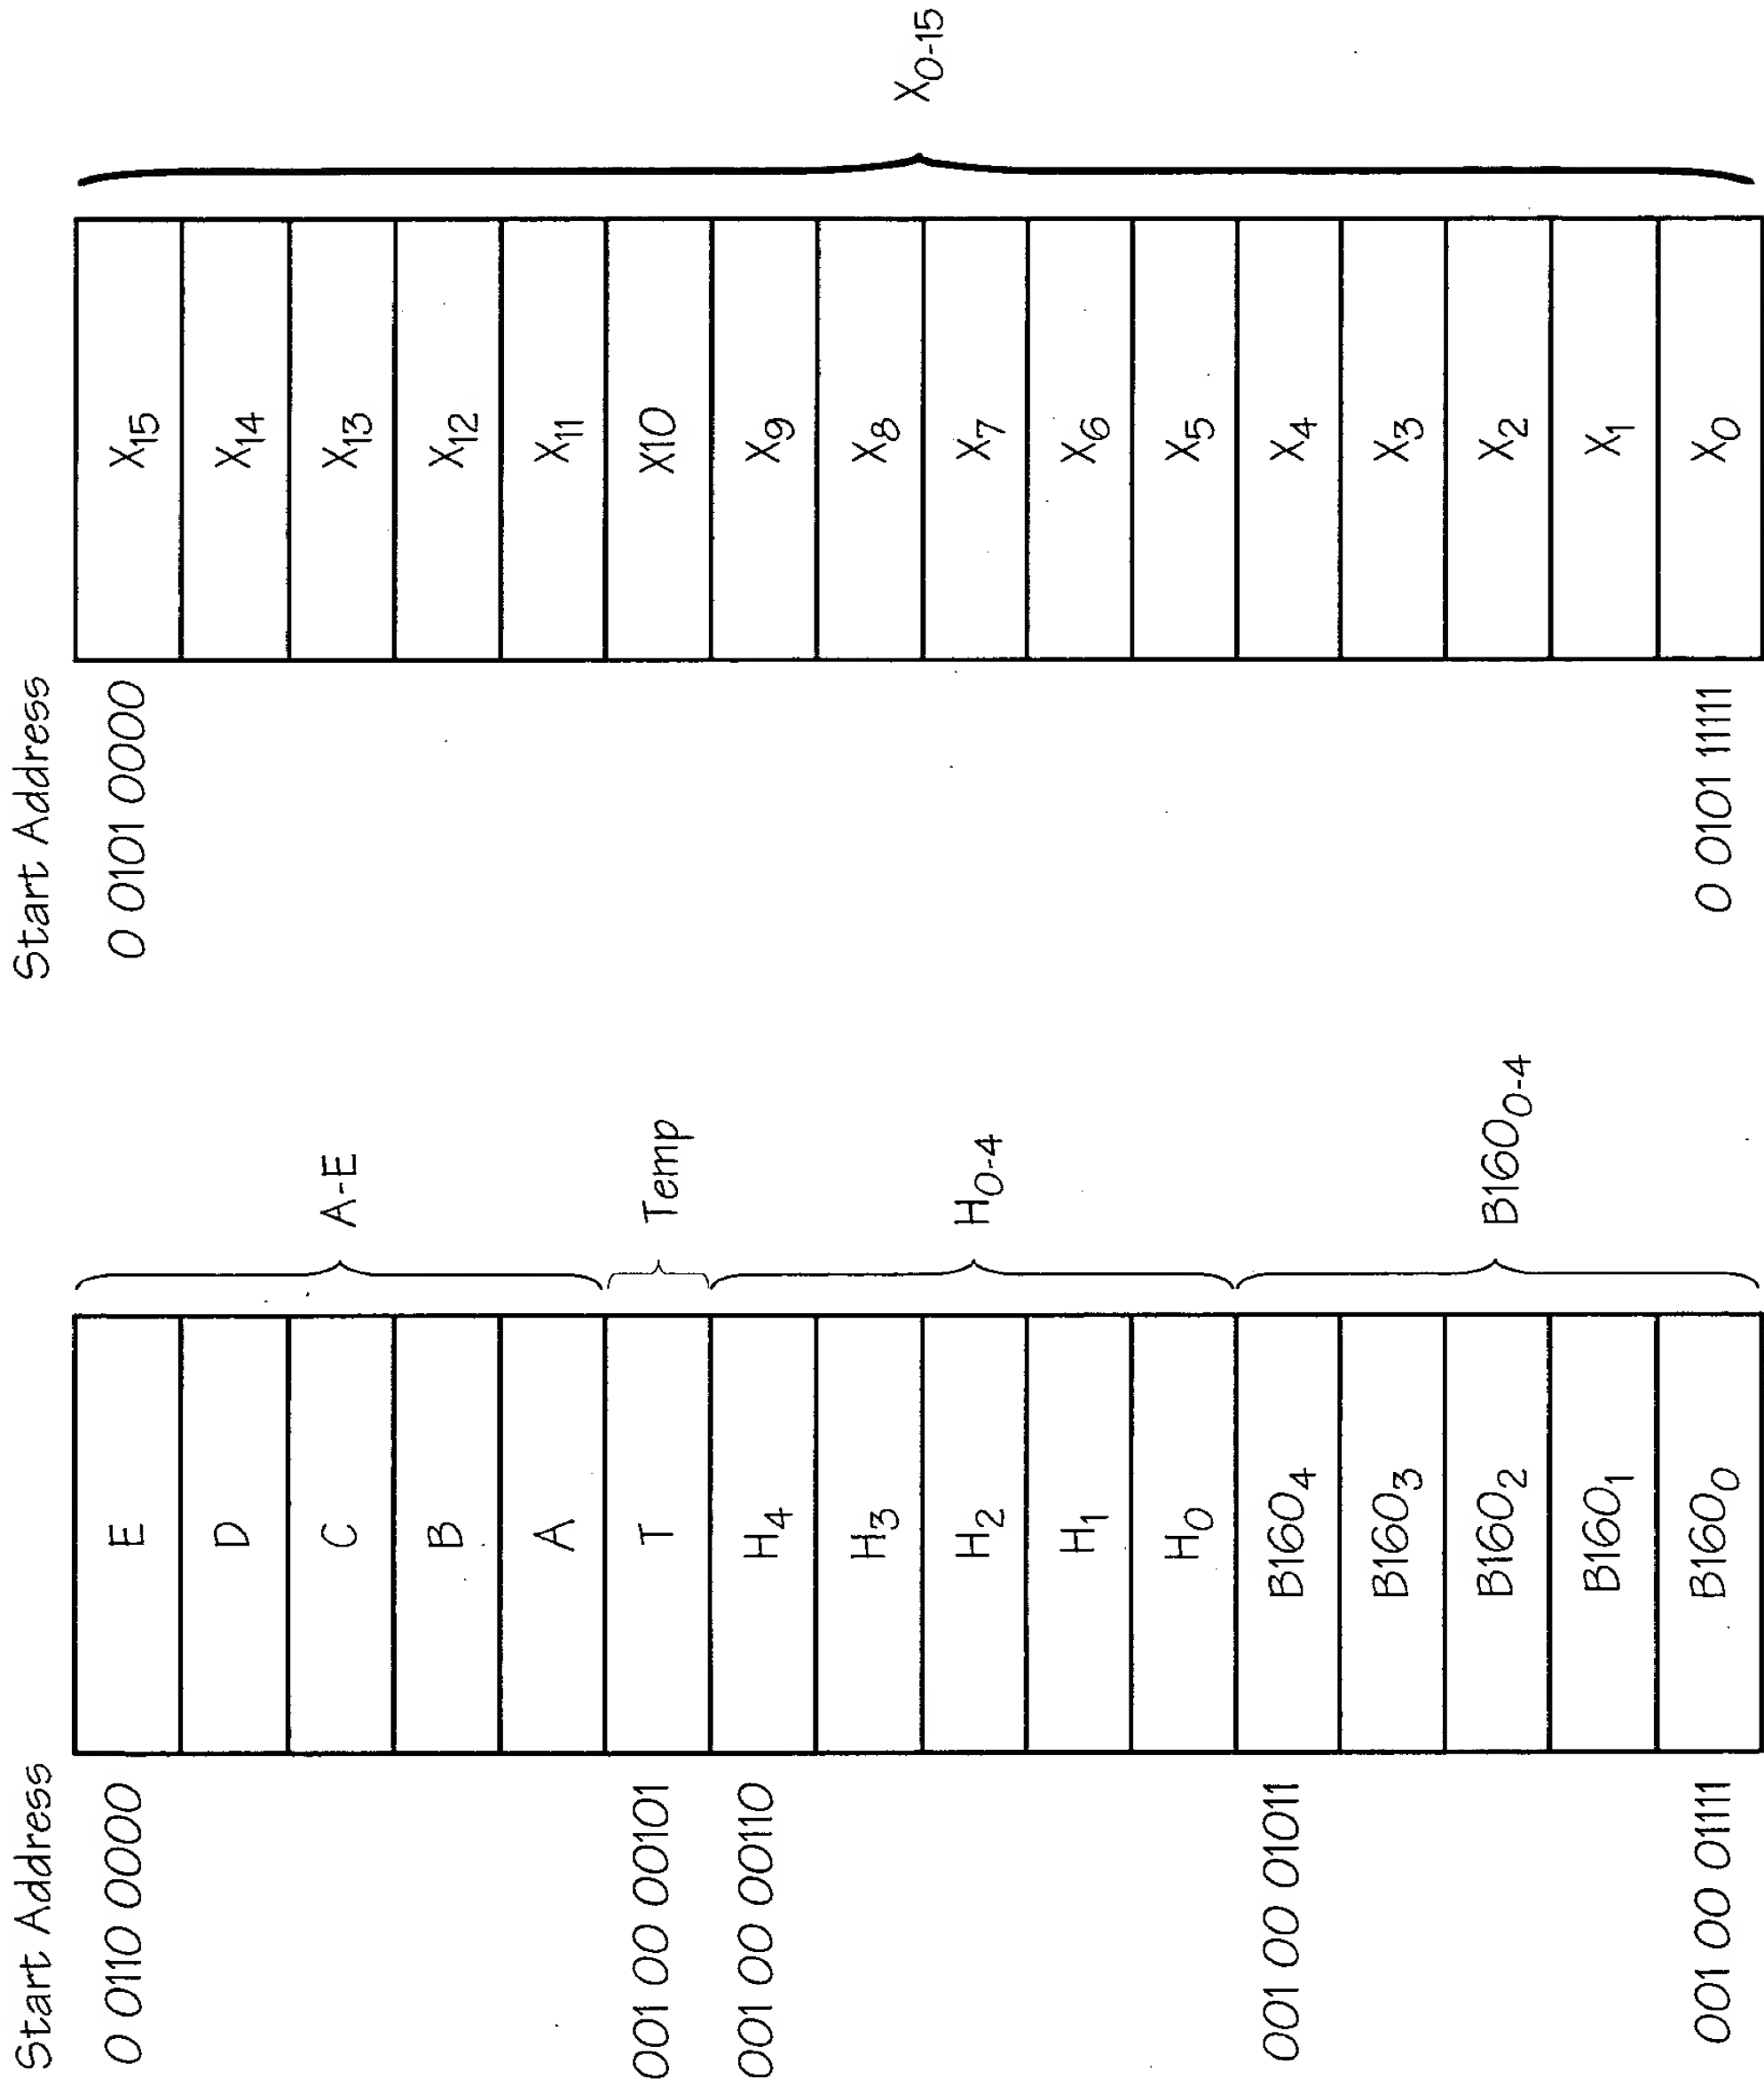 Start Address
0 0110 0000
E
D
C
B
A
A-E
001 00 00101
T
Temp
001 00 00110
H4
H3
H2
H1
H0
H0-4
001 00 01011
B1604
B1603
B1602
B1601
001 00 01111
B1600
B1600-4
Start Address
0 0101 0000
X15
X14
X13
X12
X11
X10
X9
X8
X7
X6
X5
X4
X3
X2
X1
0 0101 11111
X0
X0-15